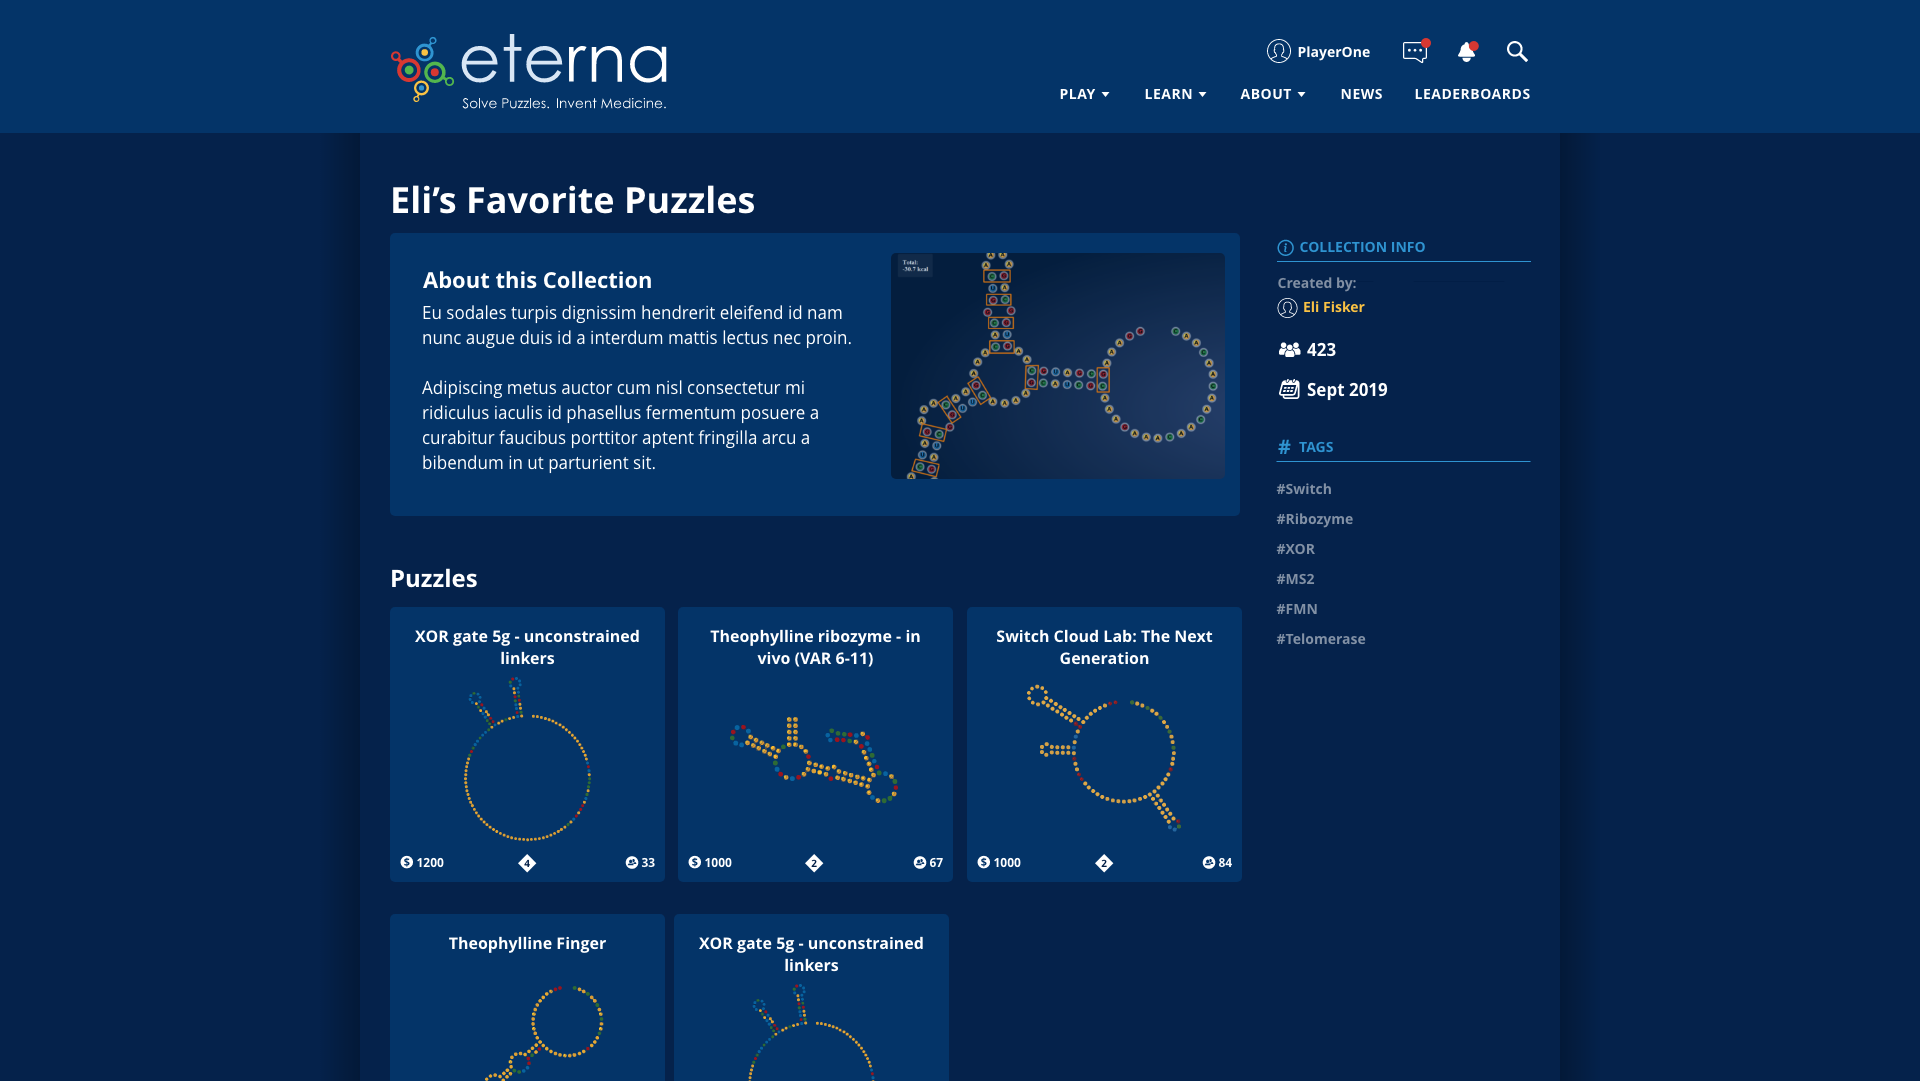 eterna
Solve Puzzles. Invent Medicine.
PlayerOne
PLAY
LEARN
ABOUT
NEWS
LEADERBOARDS
Eli’s Favorite Puzzles
About this Collection
Eu sodales turpis dignissim hendrerit eleifend id nam
nunc augue duis id a interdum mattis lectus nec proin.
Adipiscing metus auctor cum nisl consectetur mi
ridiculus iaculis id phasellus fermentum posuere a
curabitur faucibus porttitor aptent fringilla arcu a
bibendum in ut parturient sit.
Total:
-30.7 kcal
COLLECTION INFO
Created by:
Eli Fisker
423
Sept 2019
# TAGS
#Switch
#Ribozyme
#XOR
#MS2
#FMN
#Telomerase
Puzzles
XOR gate 5g - unconstrained
linkers
$ 1200
4
33
Theophylline ribozyme - in
vivo (VAR 6-11)
$ 1000
2
67
Switch Cloud Lab: The Next
Generation
$ 1000
2
84
Theophylline Finger
XOR gate 5g - unconstrained
linkers